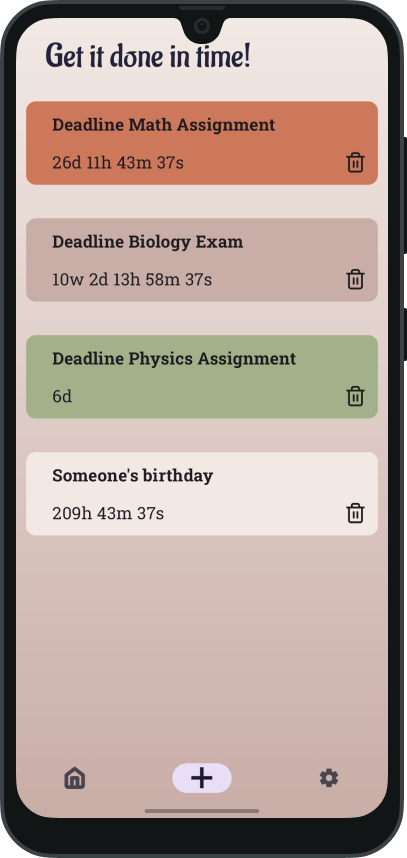 Get it done in time!
Deadline Math Assignment
26d 11h 43m 37s
Deadline Biology Exam
10w 2d 13h 58m 37s
Deadline Physics Assignment
6d
Someone's birthday
209h 43m 37s